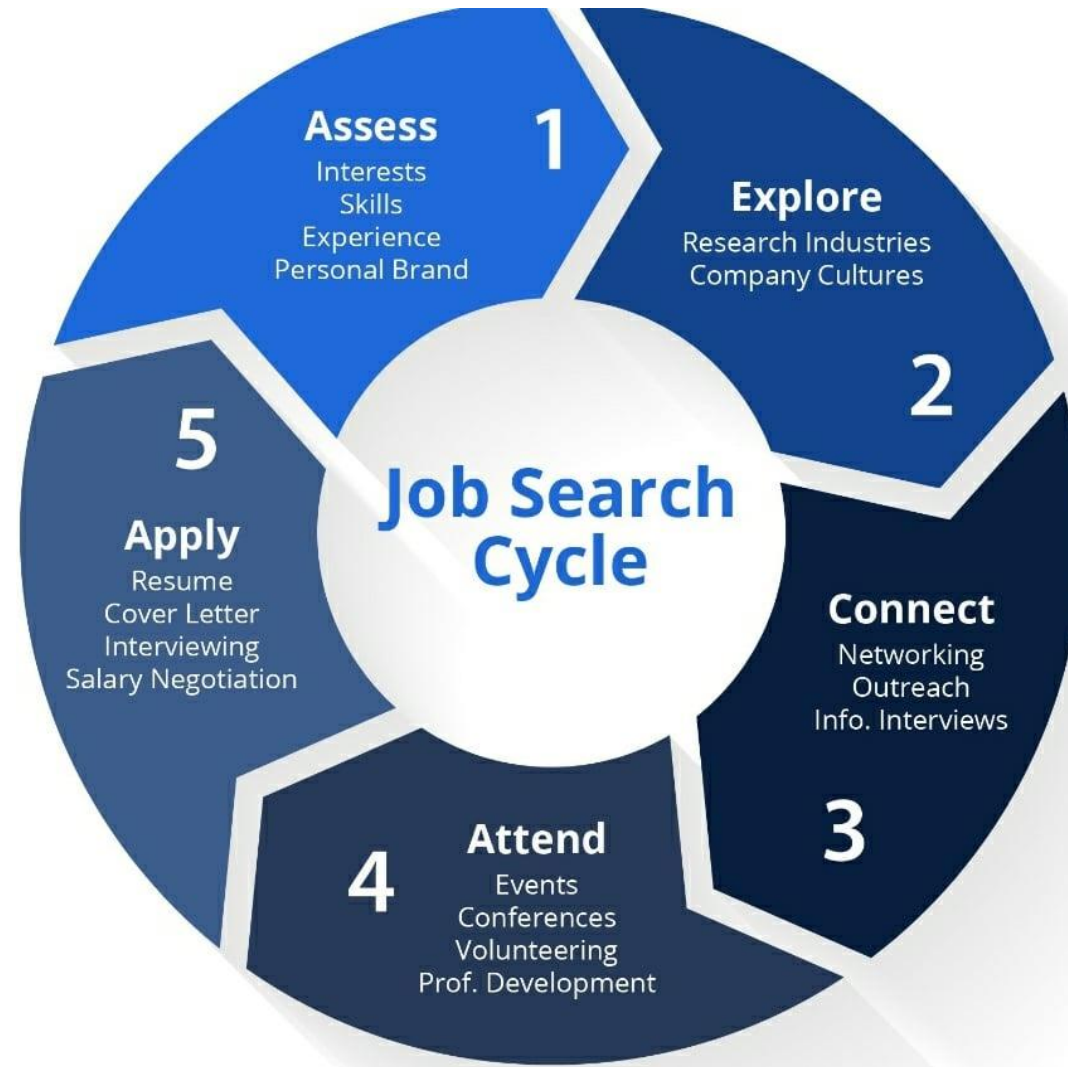 Assess
1
Interests
Skills
Experience
Personal Brand
Explore
Research Industries
Company Cultures
2
Connect
Networking
Outreach
Info. Interviews
3
Attend
4
Events
Conferences
Volunteering
Prof. Development
5
Apply
Resume
Cover Letter
Interviewing
Salary Negotiation
Job Search
Cycle